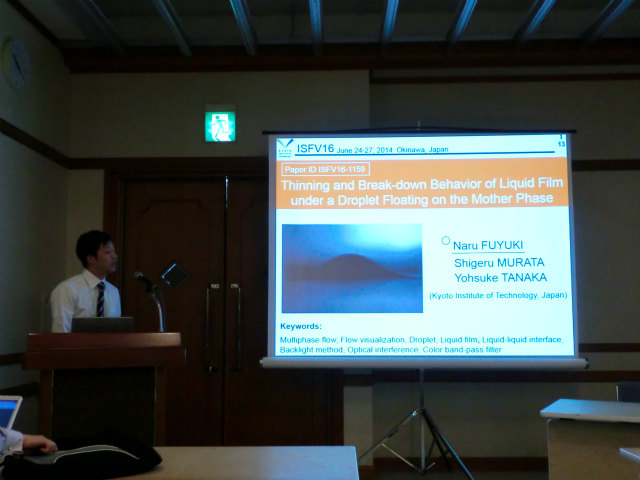 ISFV16 June 24-27, 2014 Okinawa, Japan
1
13
Paper ID ISFV16-1159
Thinning and Break-down Behavior of Liquid Film
under a Droplet Floating on the Mother Phase
Naru FUYUKI
Shigeru MURATA
Yohsuke TANAKA
(Kyoto Institute of Technology, Japan)
Keywords:
Multiphase flow, Flow visualization, Droplet, Liquid film, Liquid-liquid interface,
Backlight method, Optical interference, Color band-pass filter